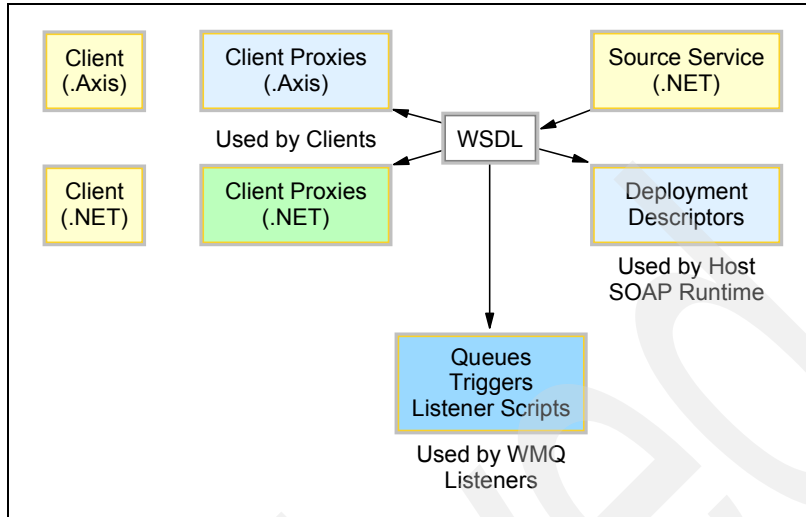 Client
(.Axis)
Client Proxies
(.Axis)
Source Service
(.NET)
Used by Clients
WSDL
Client
(.NET)
Client Proxies
(.NET)
Deployment
Descriptors
Used by Host
SOAP Runtime
Queues
Triggers
Listener Scripts
Used by WMQ
Listeners